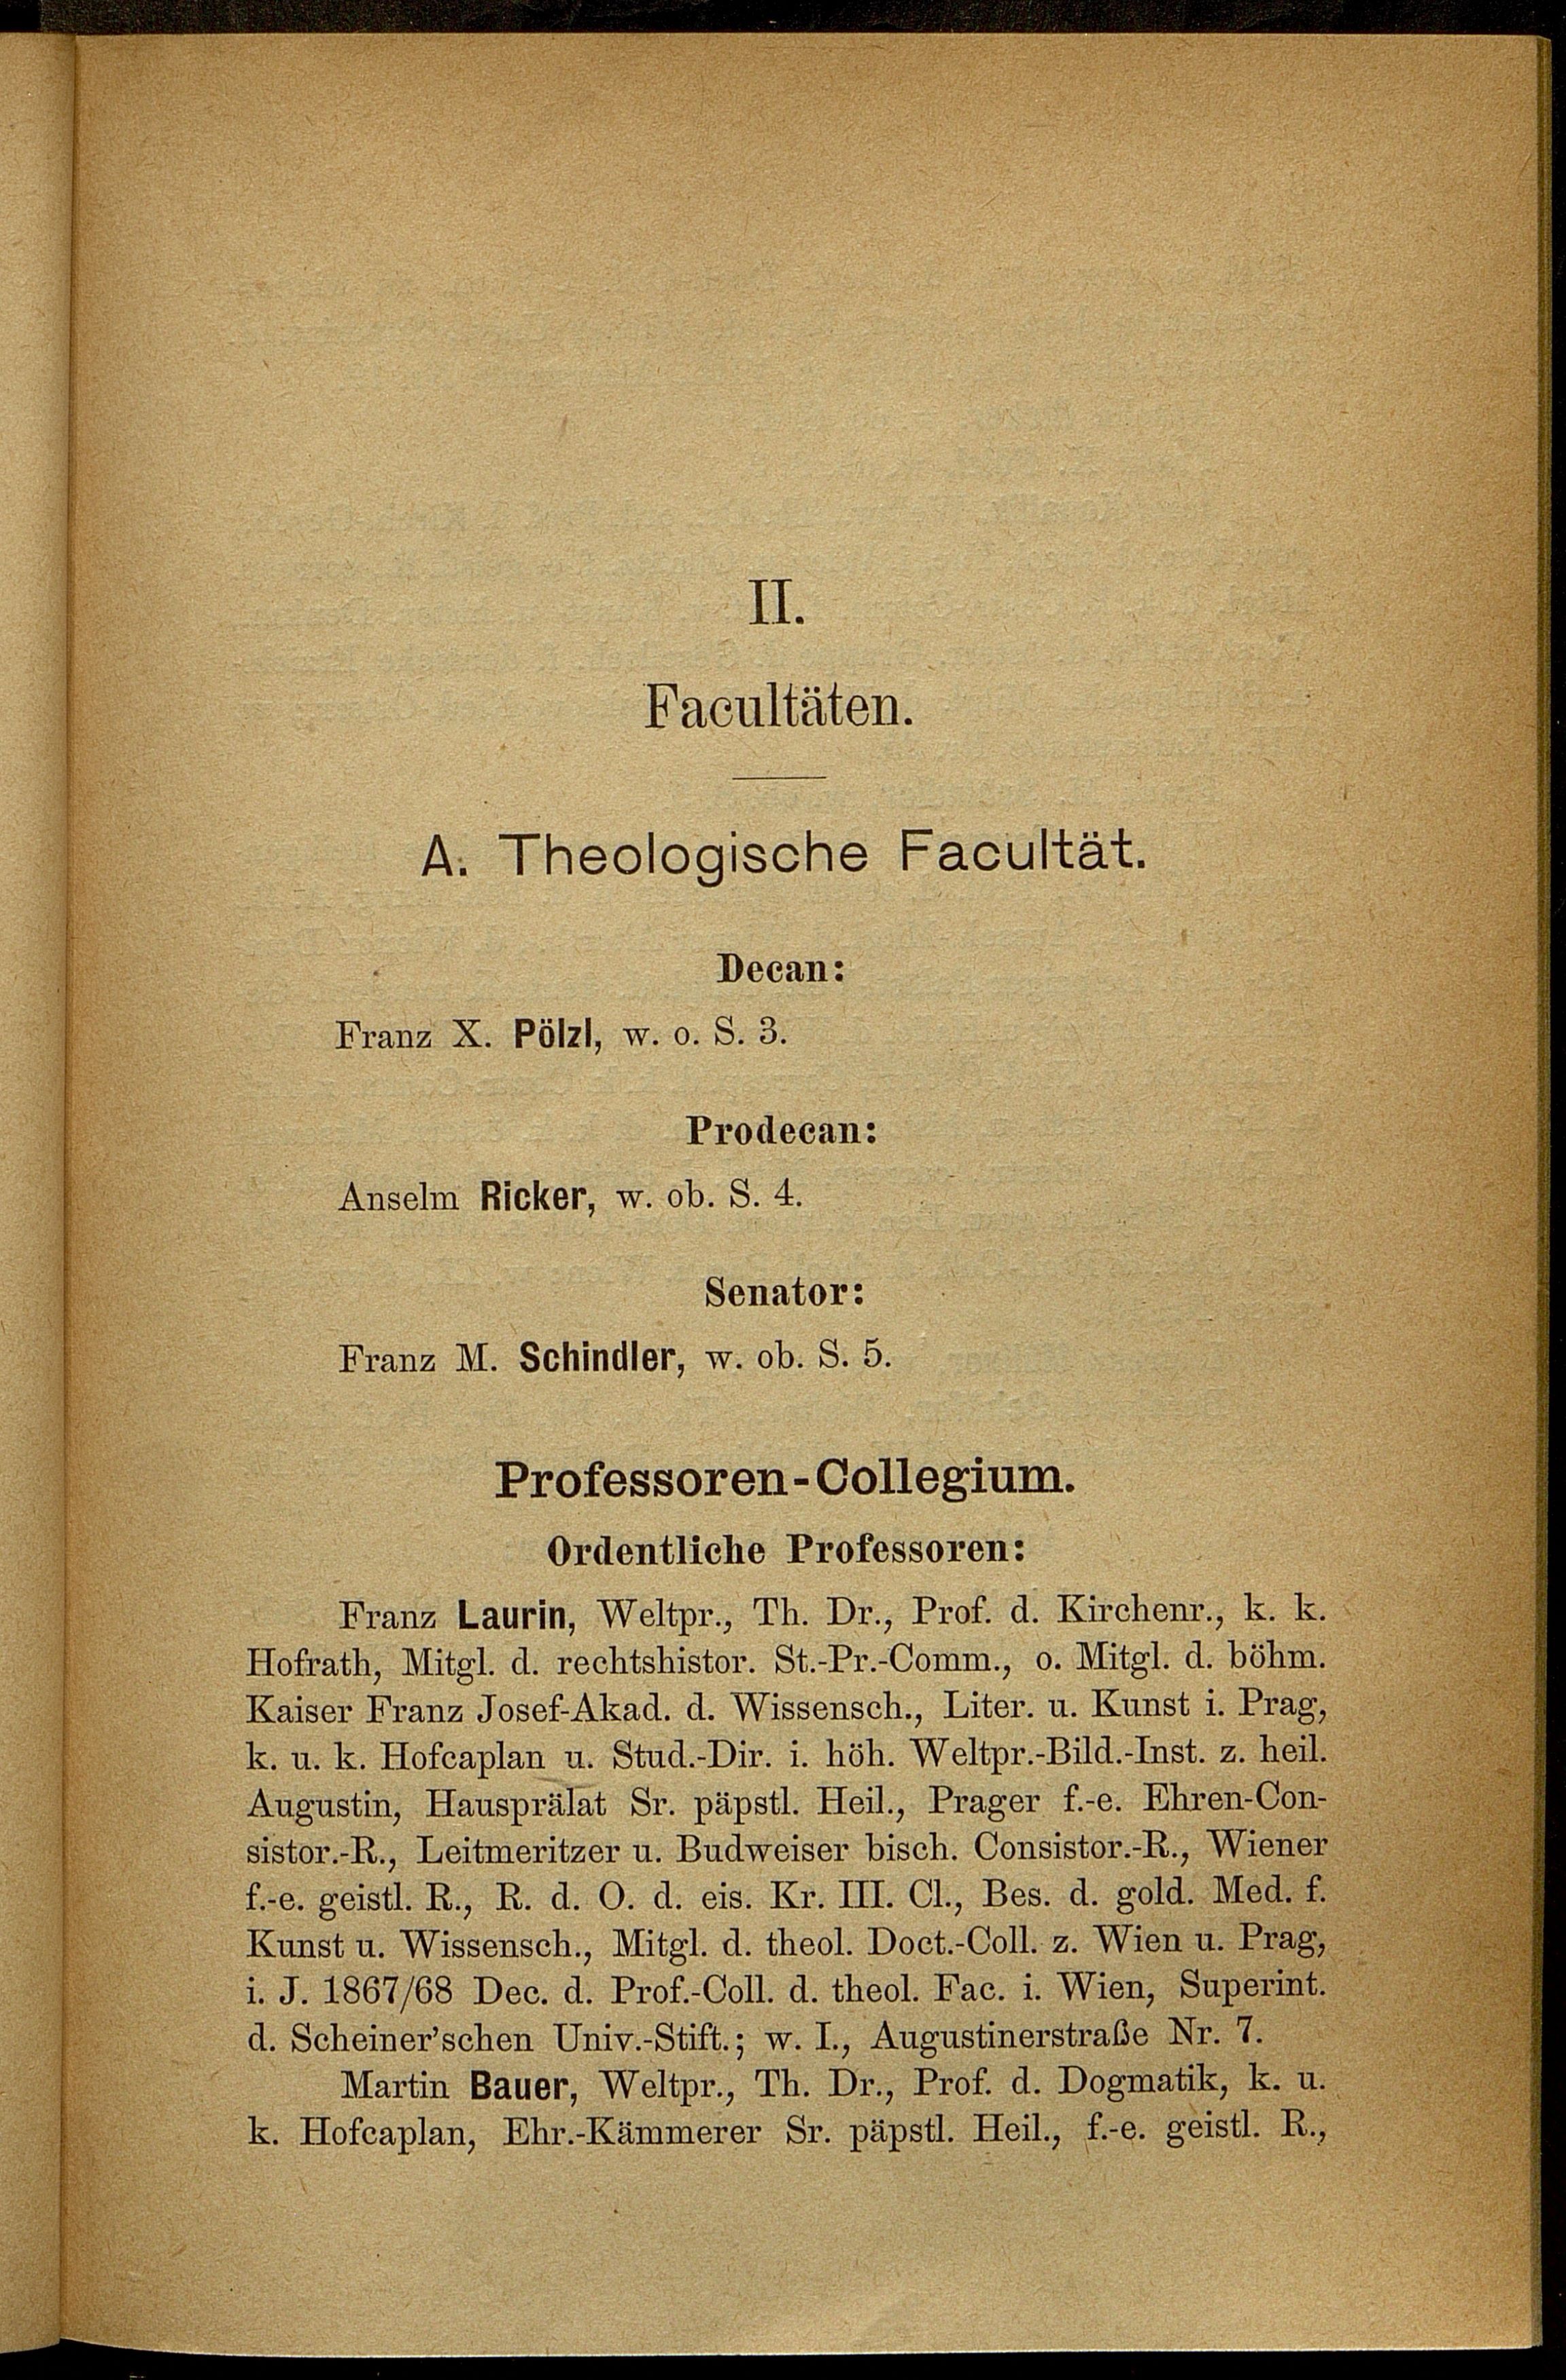 II.
Facultäten.
A. Theologische Facultät.
Decan:
Franz X. Pölzl, w. o. S. 3.
Prodecan:
Anselm Ricker, w. ob. S. 4.
Senator:
Franz M. Schindler, w. ob. S. 5.
Professoren-Collegium.
Ordentliche Professoren:
Franz Laurin, Weltpr., Th. Dr., Prof. d. Kirchenr., k. k.
Hofrath, Mitgl. d. rechtshistor. St.-Pr.-Comm., o. Mitgl. d. böhm.
Kaiser Franz Josef-Akad. d. Wissensch., Liter. u. Kunst i. Prag,
k. u. k. Hofcaplan u. Stud.-Dir. i. höh. Weltpr.-Bild.-Inst. z. heil.
Augustin, Hausprälat Sr. päpstl. Heil., Prager f.-e. Ehren-Con-
sistor.-R., Leitmeritzer u. Budweiser bisch. Consistor.-R., Wiener
f.-e. geistl. R., R. d. O. d. eis. Kr. III. Cl., Bes. d. gold. Med. f.
Kunst u. Wissensch., Mitgl. d. theol. Doct.-Coll. z. Wien u. Prag,
i. J. 1867/68 Dec. d. Prof.-Coll. d. theol. Fac. i. Wien, Superint.
d. Scheiner'schen Univ.-Stift.; w. I., Augustinerstraße Nr. 7.
Martin Bauer, Weltpr., Th. Dr., Prof. d. Dogmatik, k. u.
k. Hofcaplan, Ehr.-Kämmerer Sr. päpstl. Heil., f.-e. geistl. R.,